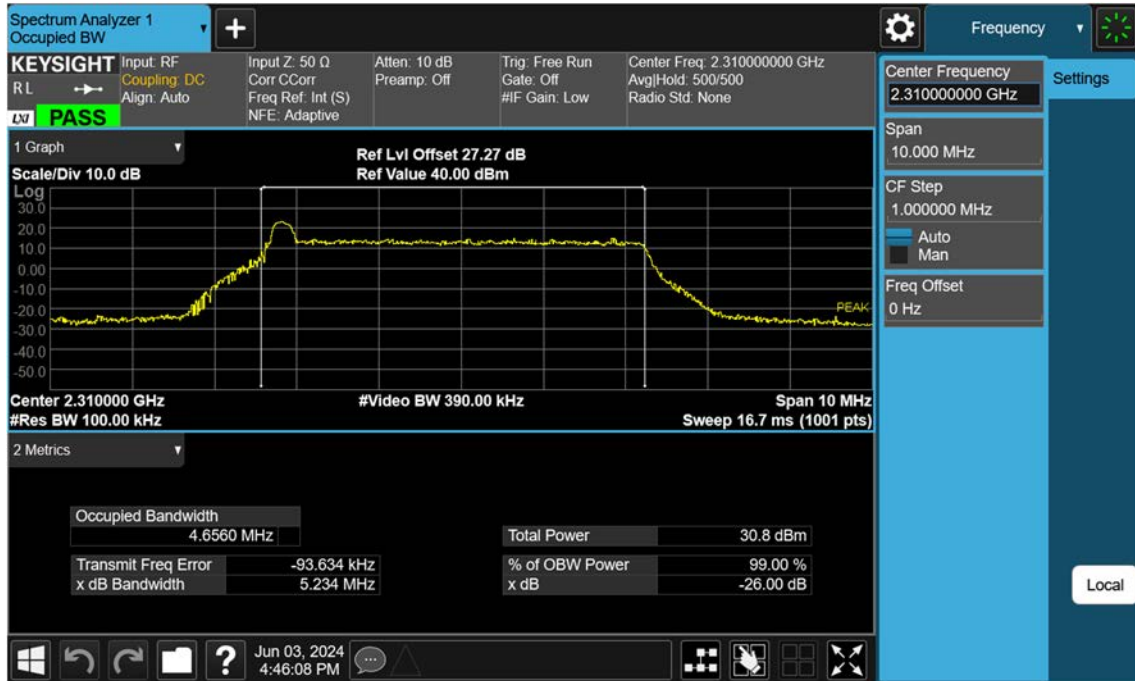 Spectrum Analyzer 1
Occupied BW
+
Frequency
KEYSIGHT
RL
LXI PASS
Input: RF
Coupling: DC
Align: Auto
Input Z: 50 Ω
Corr CCorr
Freq Ref: Int (S)
NFE: Adaptive
Atten: 10 dB
Preamp: Off
Trig: Free Run
Gate: Off
#IF Gain: Low
Center Freq: 2.310000000 GHz
Avg|Hold: 500/500
Radio Std: None
Center Frequency
2.310000000 GHz
Settings
Span
10.000 MHz
CF Step
1.000000 MHz
Auto
Man
Freq Offset
0 Hz
Local
1 Graph
Scale/Div 10.0 dB
Ref Lvl Offset 27.27 dB
Ref Value 40.00 dBm
Log
30.0
20.0
10.0
0.00
-10.0
-20.0
-30.0
-40.0
-50.0
PEAK
Center 2.310000 GHz
#Video BW 390.00 kHz
Span 10 MHz
#Res BW 100.00 kHz
Sweep 16.7 ms (1001 pts)
2 Metrics
Occupied Bandwidth
4.6560 MHz
Total Power 30.8 dBm
Transmit Freq Error -93.634 kHz
% of OBW Power 99.00 %
x dB Bandwidth 5.234 MHz
x dB -26.00 dB
?
Jun 03, 2024
4:46:08 PM